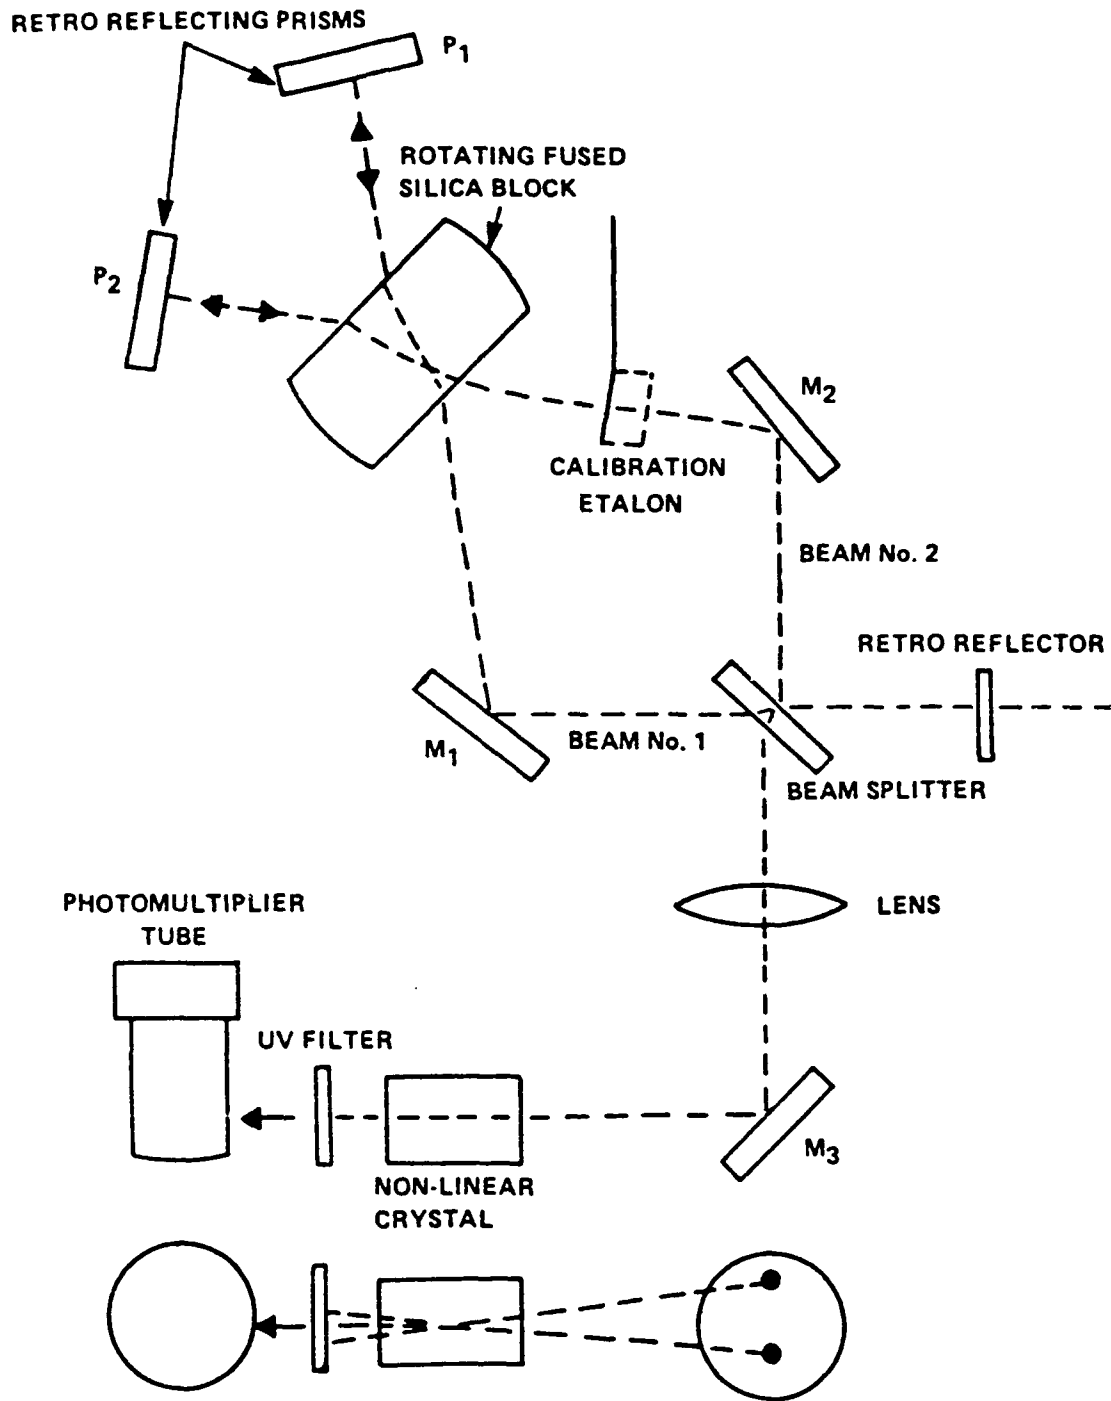 RETRO REFLECTING PRISMS
P1
ROTATING FUSED
SILICA BLOCK
P2
M2
CALIBRATION
ETALON
BEAM No. 2
RETRO REFLECTOR
M1
BEAM No. 1
BEAM SPLITTER
PHOTOMULTIPLIER
TUBE
LENS
UV FILTER
M3
NON-LINEAR
CRYSTAL